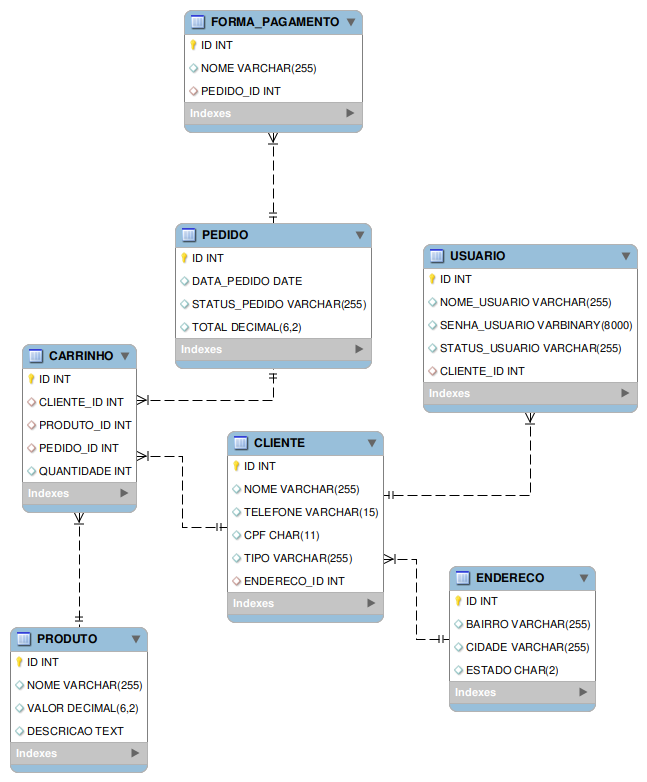 FORMA_PAGAMENTO
ID INT
NOME VARCHAR(255)
PEDIDO_ID INT
Indexes
PEDIDO
ID INT
DATA_PEDIDO DATE
STATUS_PEDIDO VARCHAR(255)
TOTAL DECIMAL(6,2)
Indexes
USUARIO
ID INT
NOME_USUARIO VARCHAR(255)
SENHA_USUARIO VARBINARY(8000)
STATUS_USUARIO VARCHAR(255)
CLIENTE_ID INT
Indexes
CARRINHO
ID INT
CLIENTE_ID INT
PRODUTO_ID INT
PEDIDO_ID INT
QUANTIDADE INT
Indexes
CLIENTE
ID INT
NOME VARCHAR(255)
TELEFONE VARCHAR(15)
CPF CHAR(11)
TIPO VARCHAR(255)
ENDERECO_ID INT
Indexes
ENDERECO
ID INT
BAIRRO VARCHAR(255)
CIDADE VARCHAR(255)
ESTADO CHAR(2)
Indexes
PRODUTO
ID INT
NOME VARCHAR(255)
VALOR DECIMAL(6,2)
DESCRICAO TEXT
Indexes